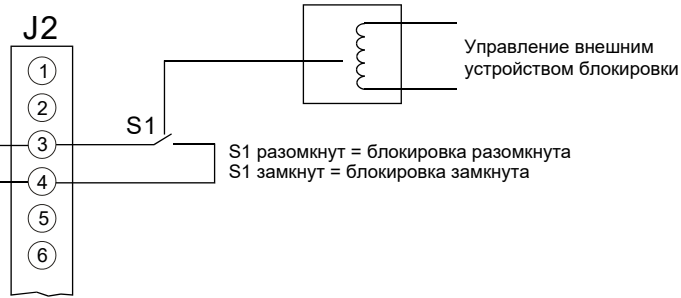 J2
Управление внешним
устройством блокировки
1
2
S1
3
S1 разомкнут = блокировка разомкнута
S1 замкнут = блокировка замкнута
4
5
6